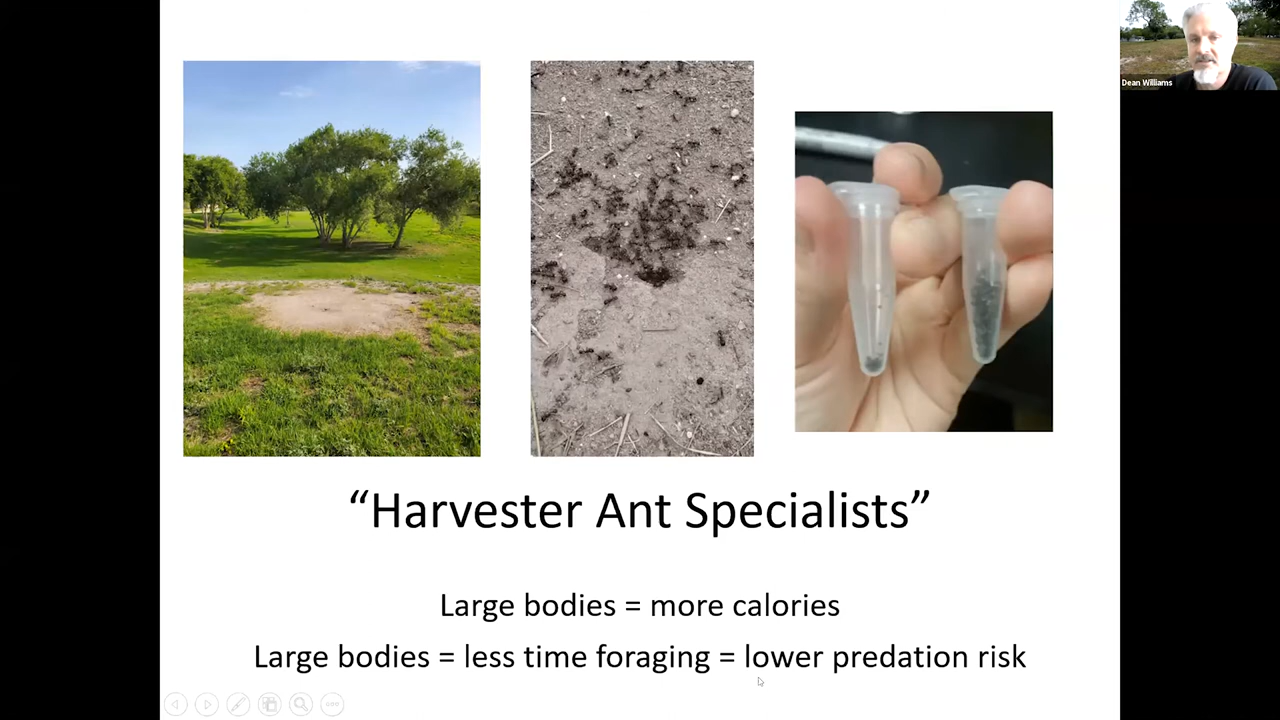 Dean Williams
“Harvester Ant Specialists”
Large bodies = more calories
Large bodies = less time foraging = lower predation risk